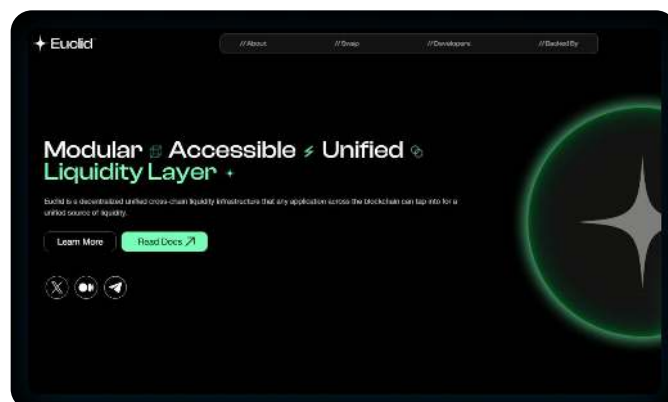 Euclid
// About // Swap // Developers // Backed By
Modular Accessible Unified
Liquidity Layer
Euclid is a decentralized unified cross-chain liquidity infrastructure that any application across the blockchain can tap into for a
unified source of liquidity.
Learn More Read Docs